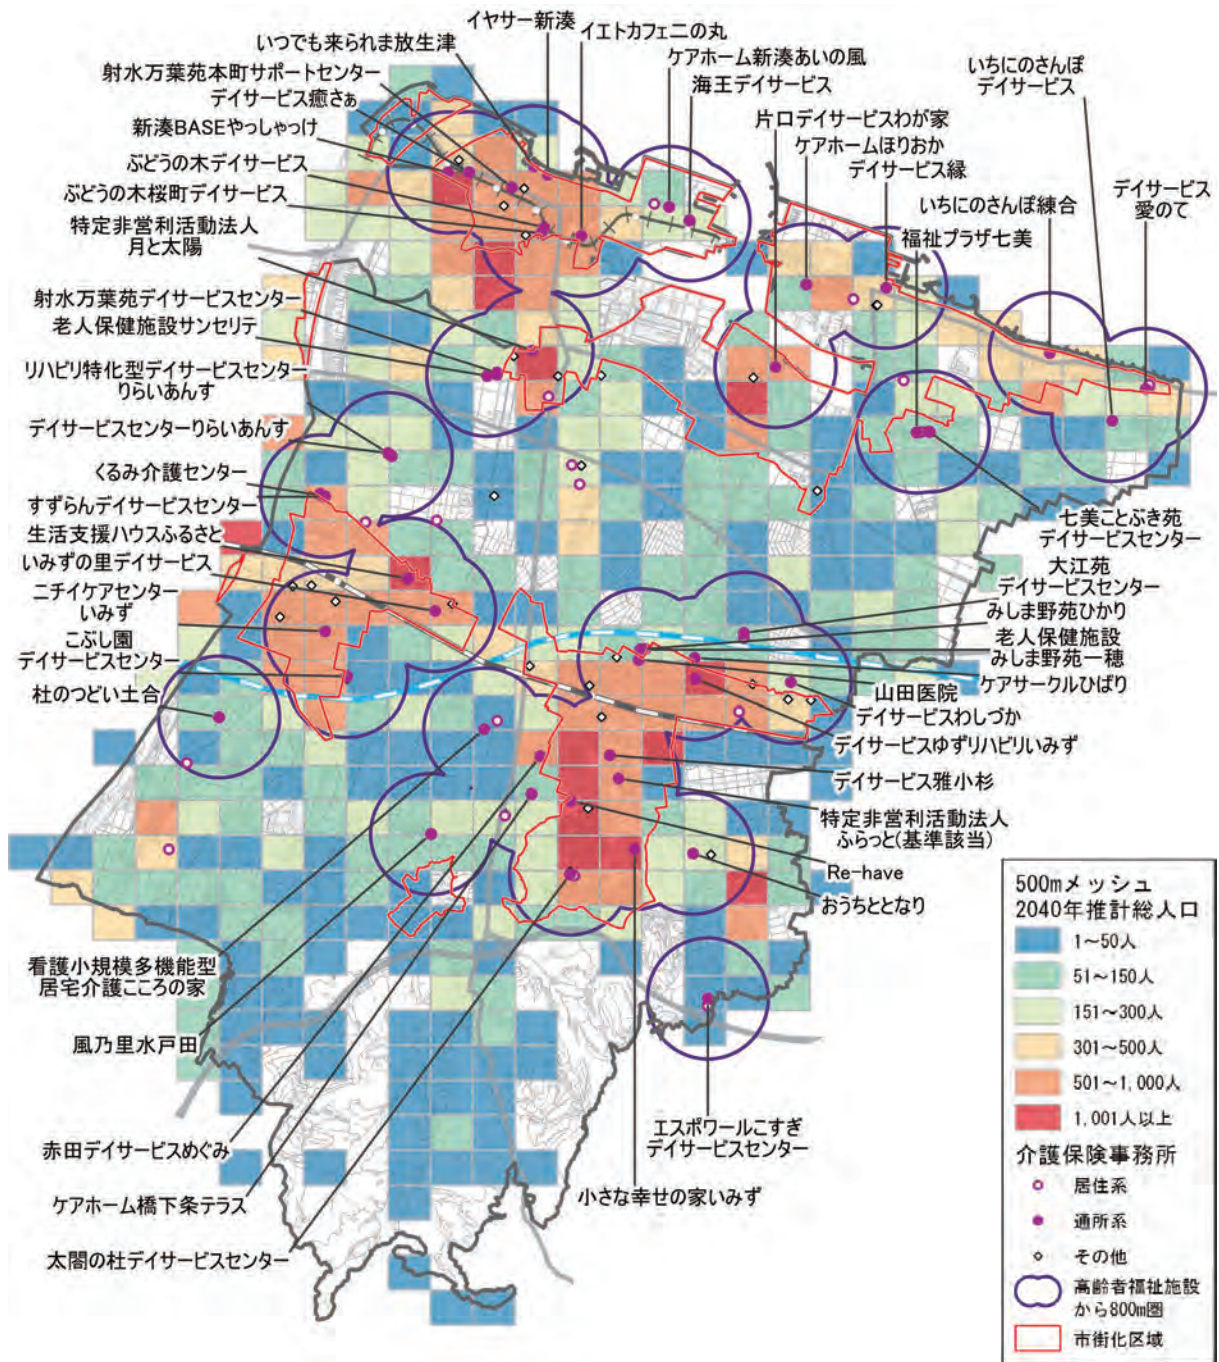 イヤサー新湊
いつでも来られま放生津
イエトカフェ二の丸
射水万葉苑本町サポートセンター
ケアホーム新湊あいの風
いちにのさんぽ
デイサービス
デイサービス癒さぁ
海王デイサービス
新湊BASEやっしゃっけ
片口デイサービスわが家
ケアホームほりおか
ぶどうの木デイサービス
デイサービス縁
ぶどうの木桜町デイサービス
いちにのさんぽ練合
デイサービス
愛のて
特定非営利活動法人
月と太陽
福祉プラザ七美
射水万葉苑デイサービスセンター
老人保健施設サンセリテ
リハビリ特化型デイサービスセンター
りらいあんす
デイサービスセンターりらいあんす
くるみ介護センター
すずらんデイサービスセンター
生活支援ハウスふるさと
いみずの里デイサービス
ニチイケアセンター
いみず
こぶし園
デイサービスセンター
杜のつどい土合
七美ことぶき苑
デイサービスセンター
大江苑
デイサービスセンター
みしま野苑ひかり
老人保健施設
みしま野苑一穂
ケアサークルひばり
山田医院
デイサービスわしづか
デイサービスゆずリハビリいみず
デイサービス雅小杉
特定非営利活動法人
ふらっと(基準該当)
Re-have
おうちととなり
看護小規模多機能型
居宅介護こころの家
風乃里水戸田
赤田デイサービスめぐみ
ケアホーム橋下条テラス
太閤の杜デイサービスセンター
エスポワールこすぎ
デイサービスセンター
小さな幸せの家いみず
500mメッシュ
2040年推計総人口
1~50人
51~150人
151~300人
301~500人
501~1,000人
1,001人以上
介護保険事務所
居住系
通所系
その他
高齢者福祉施設
から800m圏
市街化区域